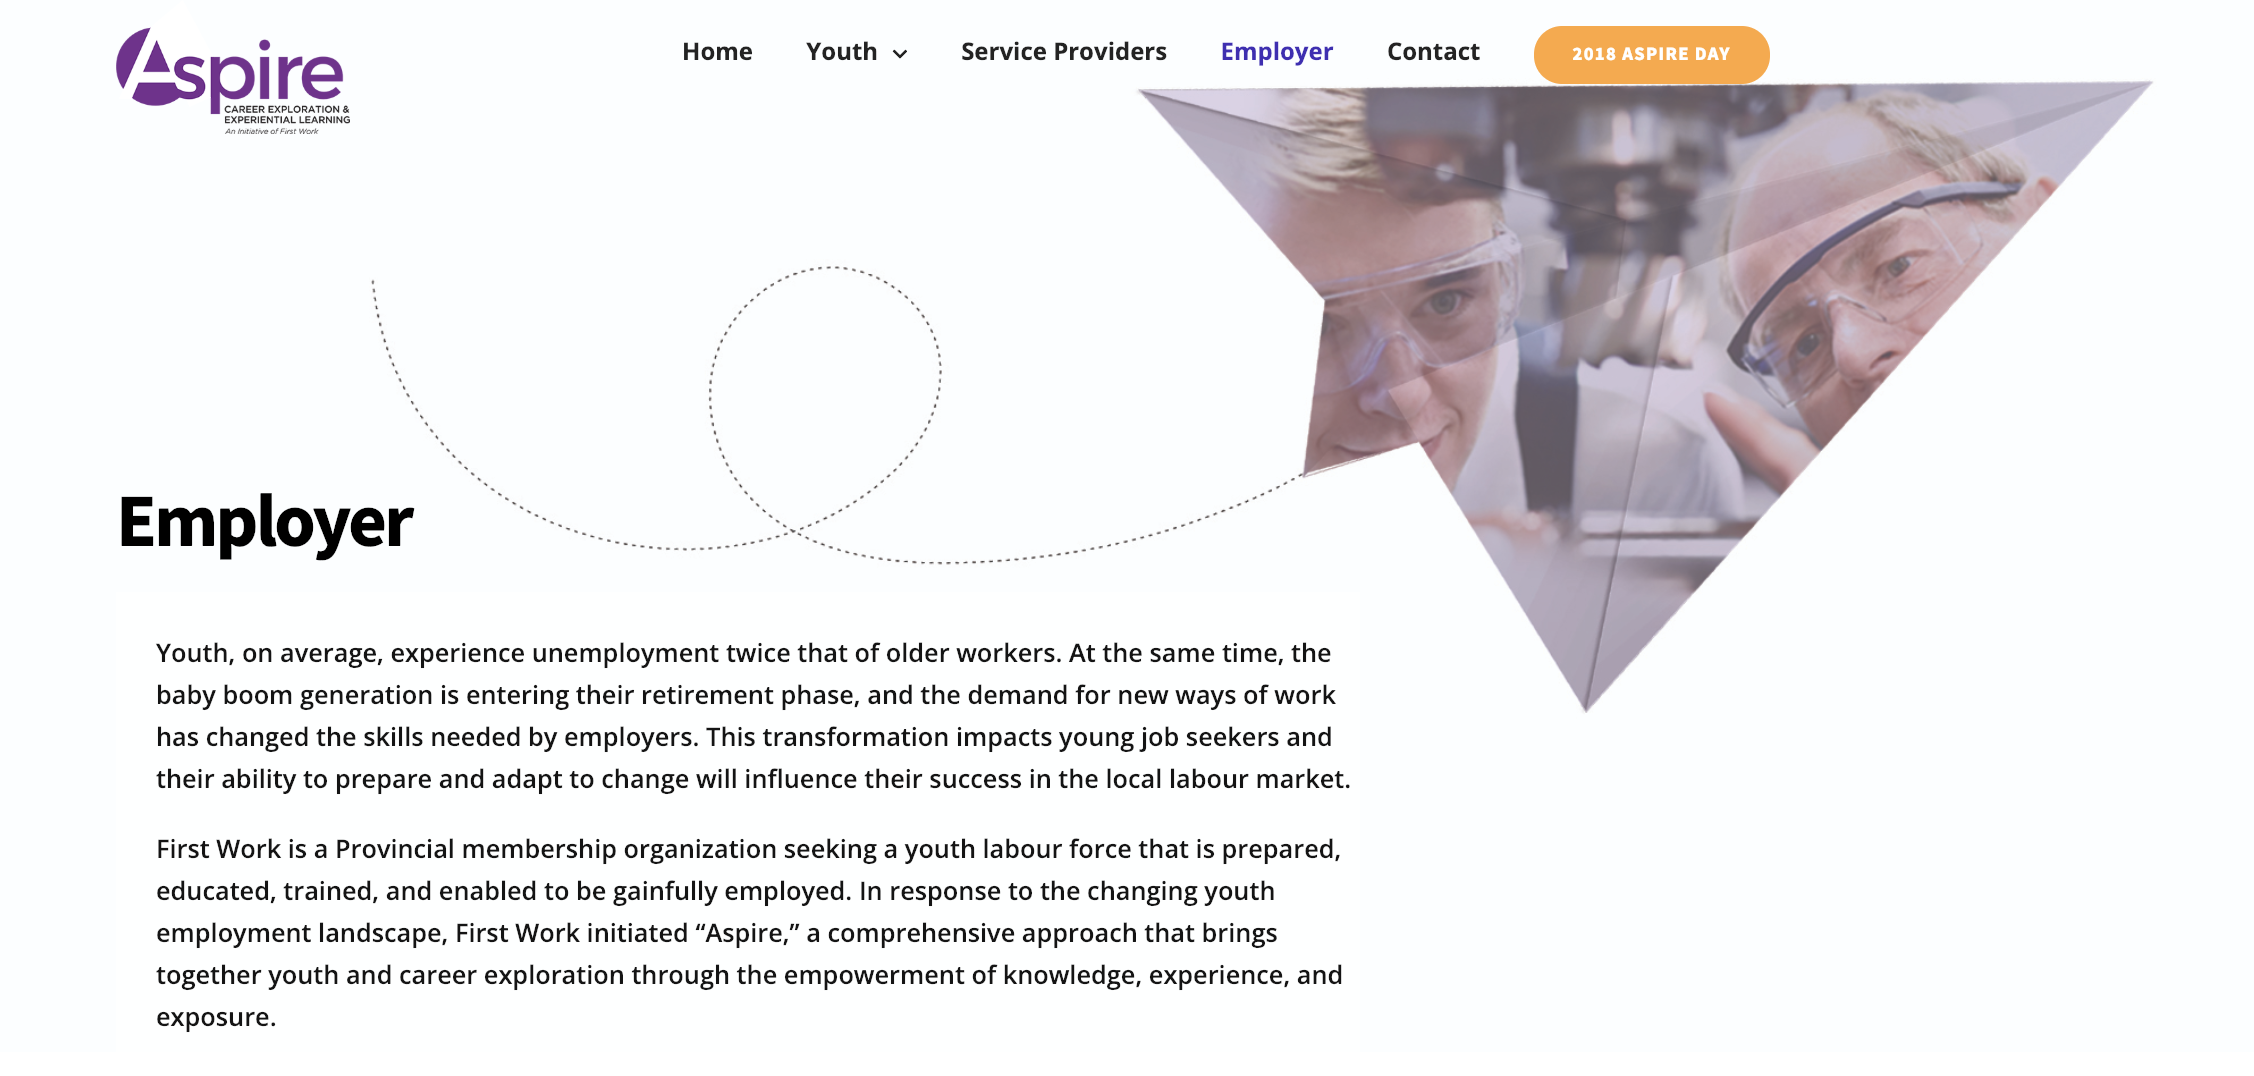 Aspire
CAREER EXPLORATION &
EXPERIENTIAL LEARNING
An Initiative of First Work
Home Youth Service Providers Employer Contact 2018 ASPIRE DAY
Employer
Youth, on average, experience unemployment twice that of older workers. At the same time, the
baby boom generation is entering their retirement phase, and the demand for new ways of work
has changed the skills needed by employers. This transformation impacts young job seekers and
their ability to prepare and adapt to change will influence their success in the local labour market.
First Work is a Provincial membership organization seeking a youth labour force that is prepared,
educated, trained, and enabled to be gainfully employed. In response to the changing youth
employment landscape, First Work initiated “Aspire,” a comprehensive approach that brings
together youth and career exploration through the empowerment of knowledge, experience, and
exposure.